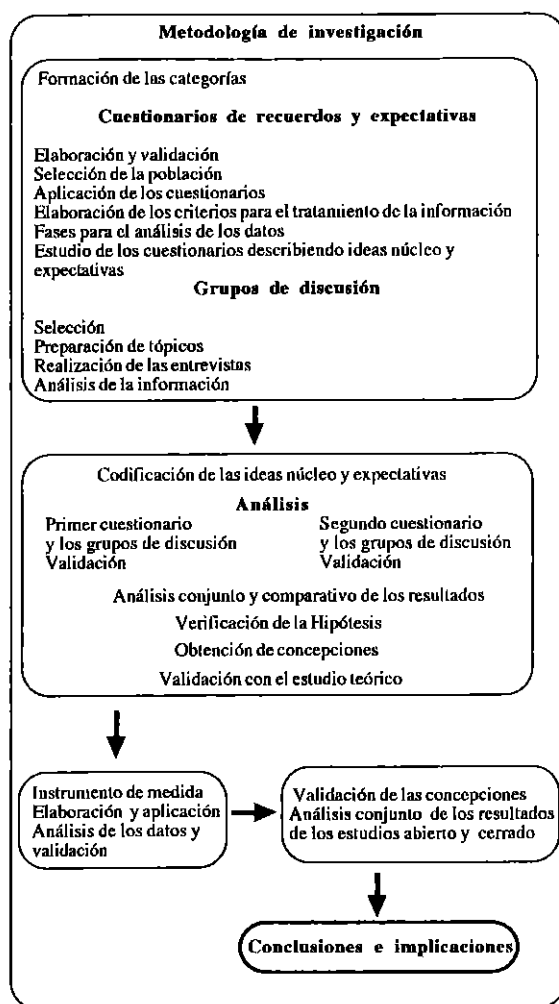 Metodología de investigación
Formación de las categorías
Cuestionarios de recuerdos y expectativas
Elaboración y validación
Selección de la población
Aplicación de los cuestionarios
Elaboración de los criterios para el tratamiento de la información
Fases para el análisis de los datos
Estudio de los cuestionarios describiendo ideas núcleo y
expectativas
Grupos de discusión
Selección
Preparación de tópicos
Realización de las entrevistas
Análisis de la información
Codificación de las ideas núcleo y expectativas
Análisis
Primer cuestionario
y los grupos de discusión
Validación
Segundo cuestionario
y los grupos de discusión
Validación
Análisis conjunto y comparativo de los resultados
Verificación de la Hipótesis
Obtención de concepciones
Validación con el estudio teórico
Instrumento de medida
Elaboración y aplicación
Análisis de los datos y
validación
Validación de las concepciones
Análisis conjunto de los resultados
de los estudios abierto y cerrado
Conclusiones e implicaciones